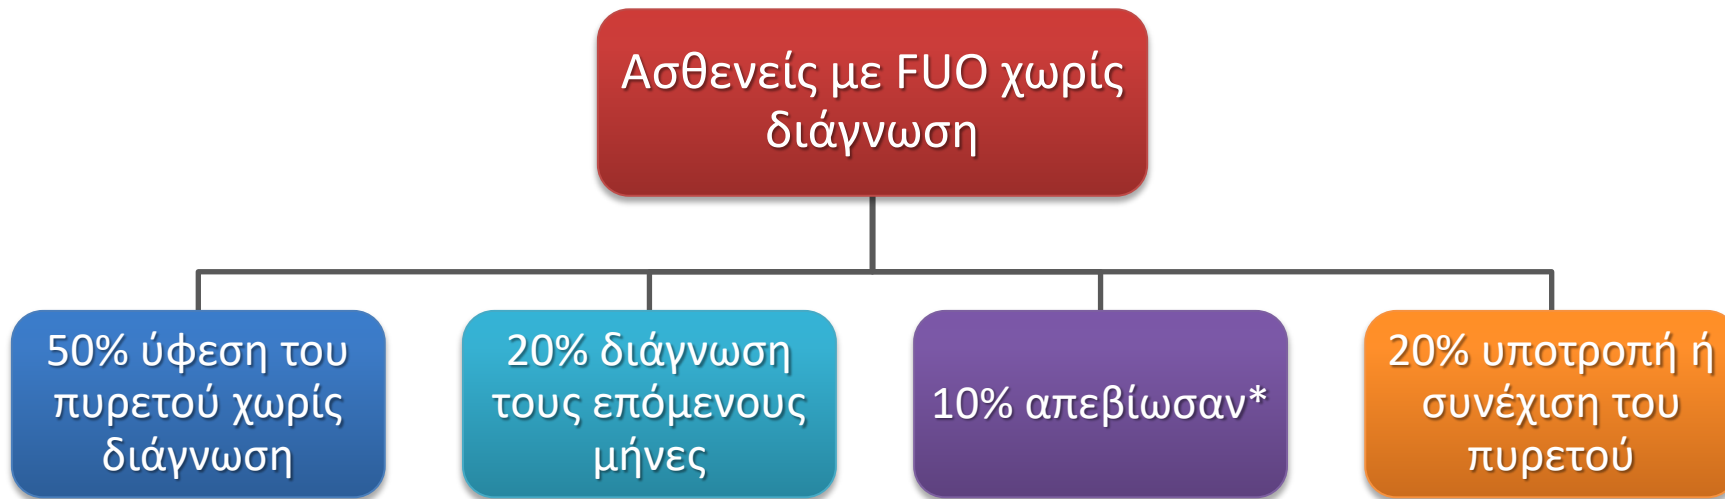 Ασθενείς με FUO χωρίς
διάγνωση
50% ύφεση του
πυρετού χωρίς
διάγνωση
20% διάγνωση
τους επόμενους
μήνες
10% απεβίωσαν*
20% υποτροπή ή
συνέχιση του
πυρετού